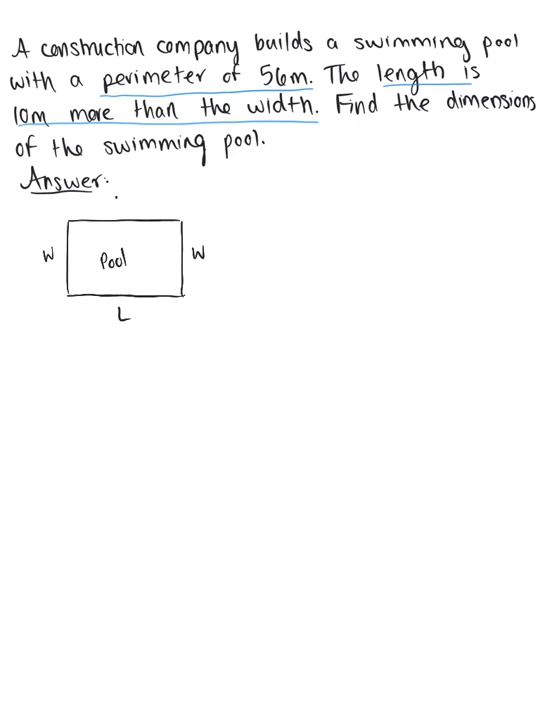 A construction company builds a swimming pool
with a perimeter of 56m. The length is
10m more than the width. Find the dimensions
of the swimming pool.
Answer:
W Pool W
L